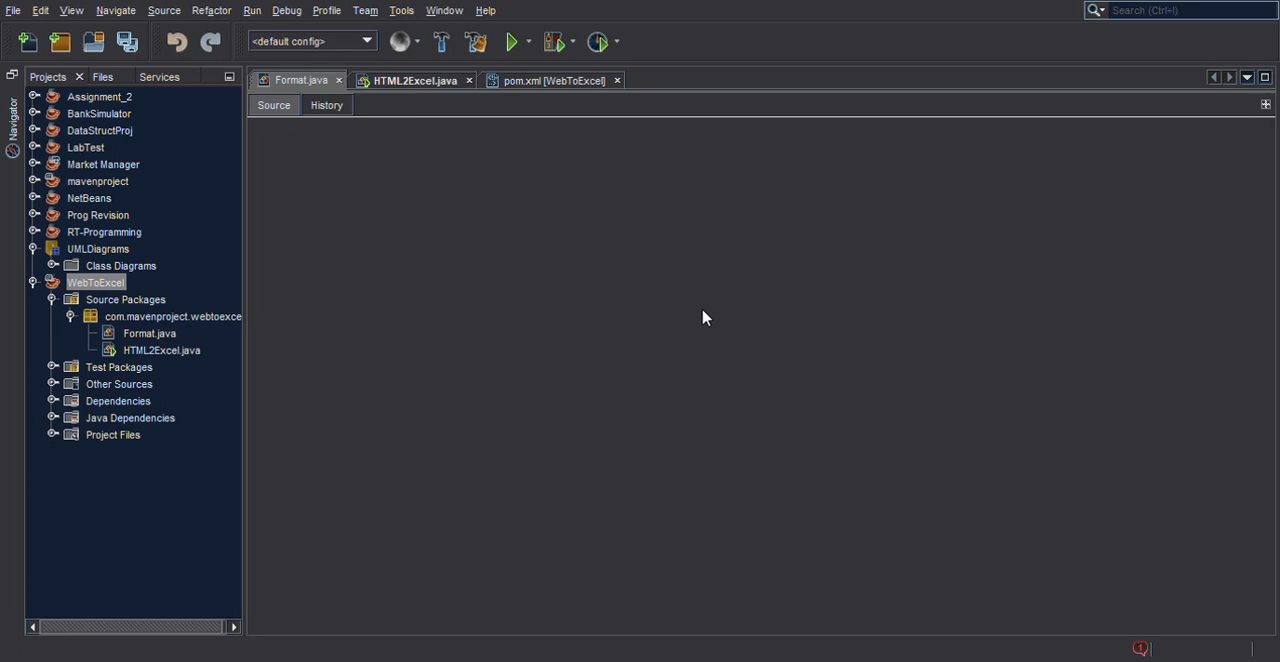 File Edit View Navigate Source Refactor Run Debug Profile Team Tools Window Help
Search (Ctrl+I)
<default config>
Projects Files Services
Navigator
Format.java HTML2Excel.java pom.xml [WebToExcel]
Source History
Assignment_2
BankSimulator
DataStructProj
LabTest
Market Manager
mavenproject
NetBeans
Prog Revision
RT-Programming
UMLDiagrams
Class Diagrams
WebToExcel
Source Packages
com.mavenproject.webtoexce
Format.java
HTML2Excel.java
Test Packages
Other Sources
Dependencies
Java Dependencies
Project Files
1